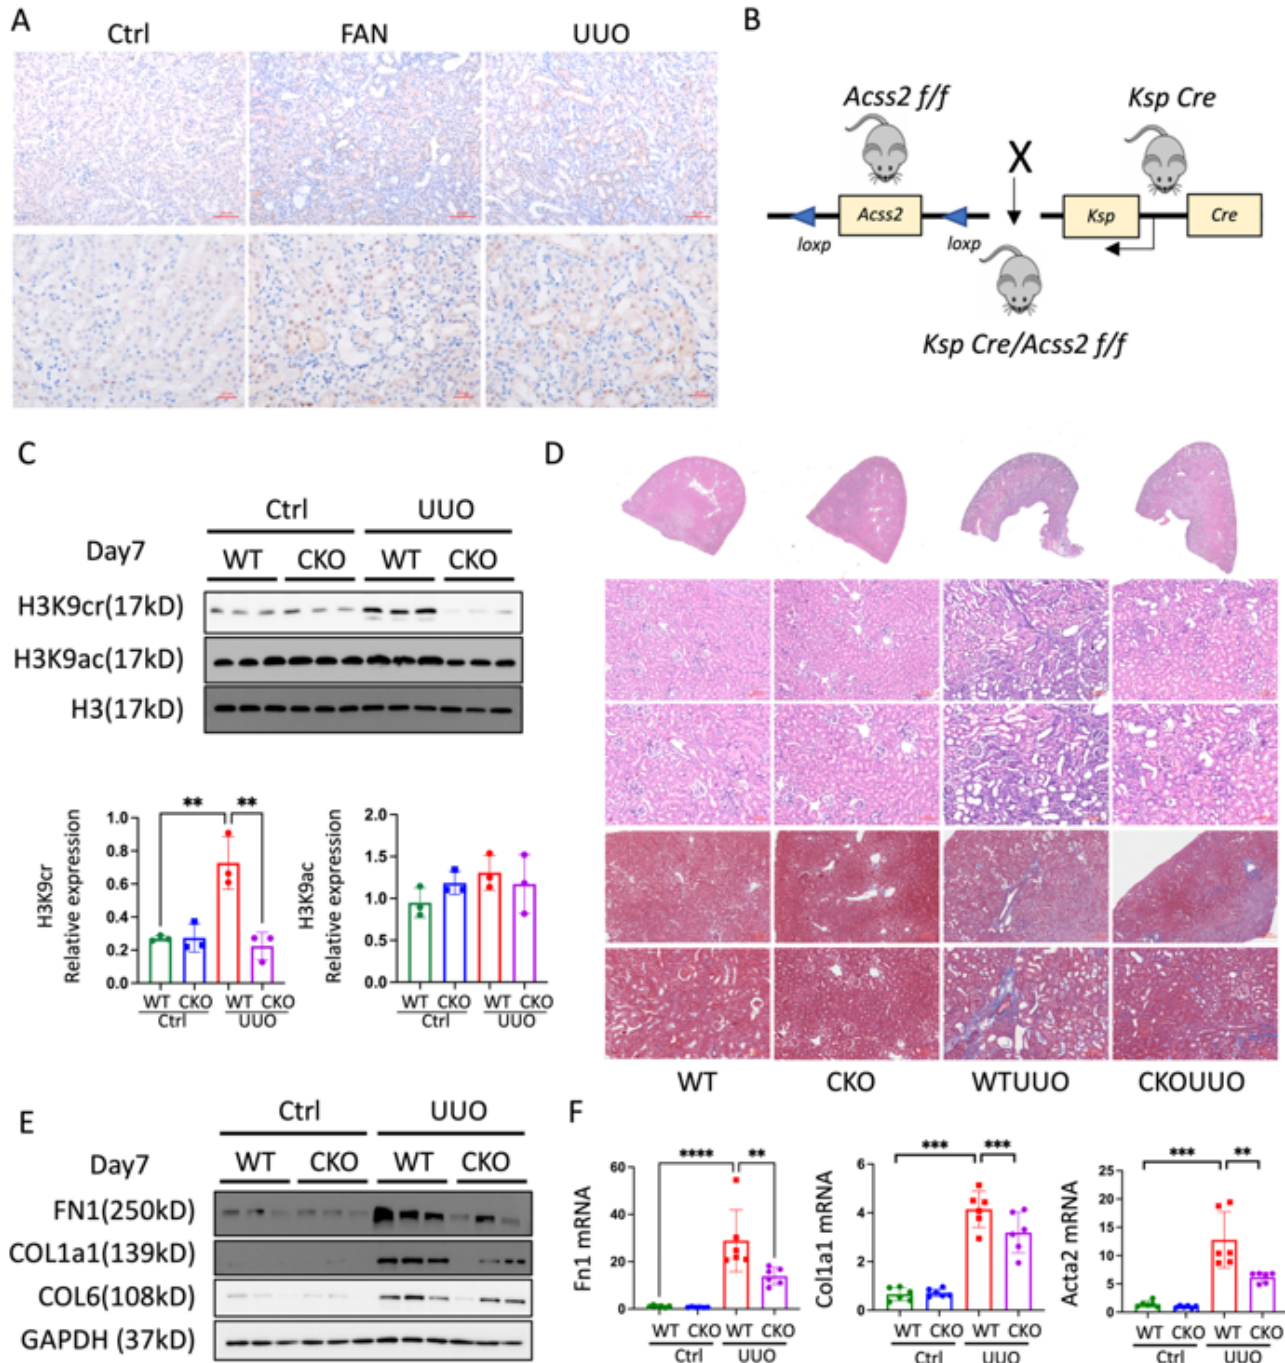 A
Ctrl FAN UUO
B
Acss2 f/f Ksp Cre
X
Acss2 Ksp Cre
loxp loxp
Ksp Cre/Acss2 f/f
C
Ctrl UUO
Day7 WT CKO WT CKO
H3K9cr(17kD)
H3K9ac(17kD)
H3(17kD)
** **
H3K9cr
Relative expression
1.0
0.8
0.6
0.4
0.2
0.0
WT CKO WT CKO
Ctrl UUO
H3K9ac
Relative expression
2.0
1.5
1.0
0.5
0.0
WT CKO WT CKO
Ctrl UUO
D
WT CKO WTUUO CKOUUO
E
Ctrl UUO
Day7 WT CKO WT CKO
FN1(250kD)
COL1a1(139kD)
COL6(108kD)
GAPDH (37kD)
F
**** **
Fn1 mRNA
60
40
20
0
WT CKO WT CKO
Ctrl UUO
*** ***
Col1a1 mRNA
6
4
2
0
WT CKO WT CKO
Ctrl UUO
*** **
Acta2 mRNA
25
20
15
10
5
0
WT CKO WT CKO
Ctrl UUO